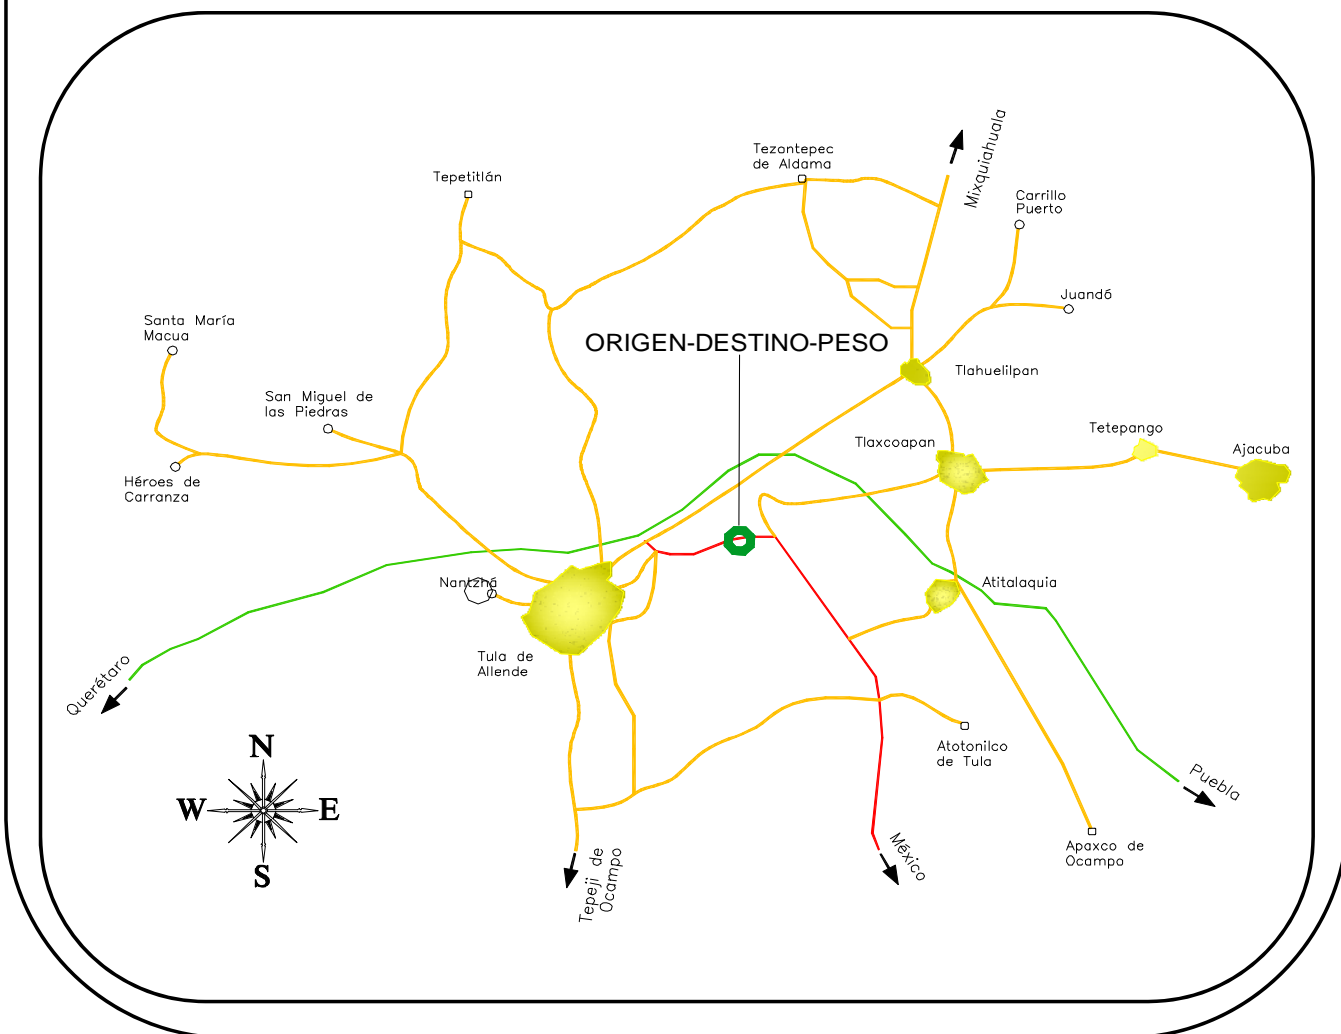 Mixquiahuala
Tezontepec
de Aldama
Tepetitlán
Carrillo
Puerto
Juandó
Santa María
Macua
ORIGEN-DESTINO-PESO
Tlahuelilpan
San Miguel de
las Piedras
Tlaxcoapan
Tetepango
Ajacuba
Héroes de
Carranza
Nantzhá
Atitalaquia
Tula de
Allende
Querétaro
Atotonilco
de Tula
Puebla
N
W
E
S
Tepeji de
Ocampo
México
Apaxco de
Ocampo